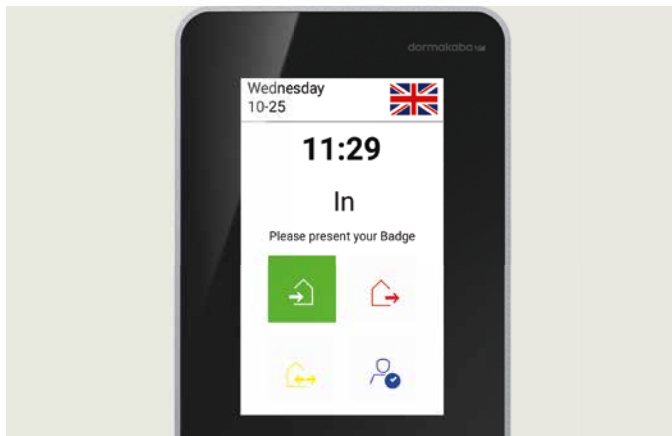 dormakaba
Wednesday
10-25
11:29
In
Please present your Badge